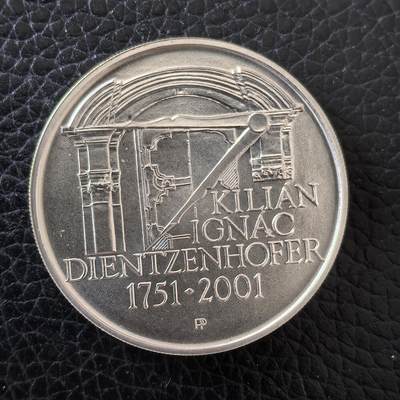 KILIÁN
IGNÁC
DIENTZENHOFER
1751·2001